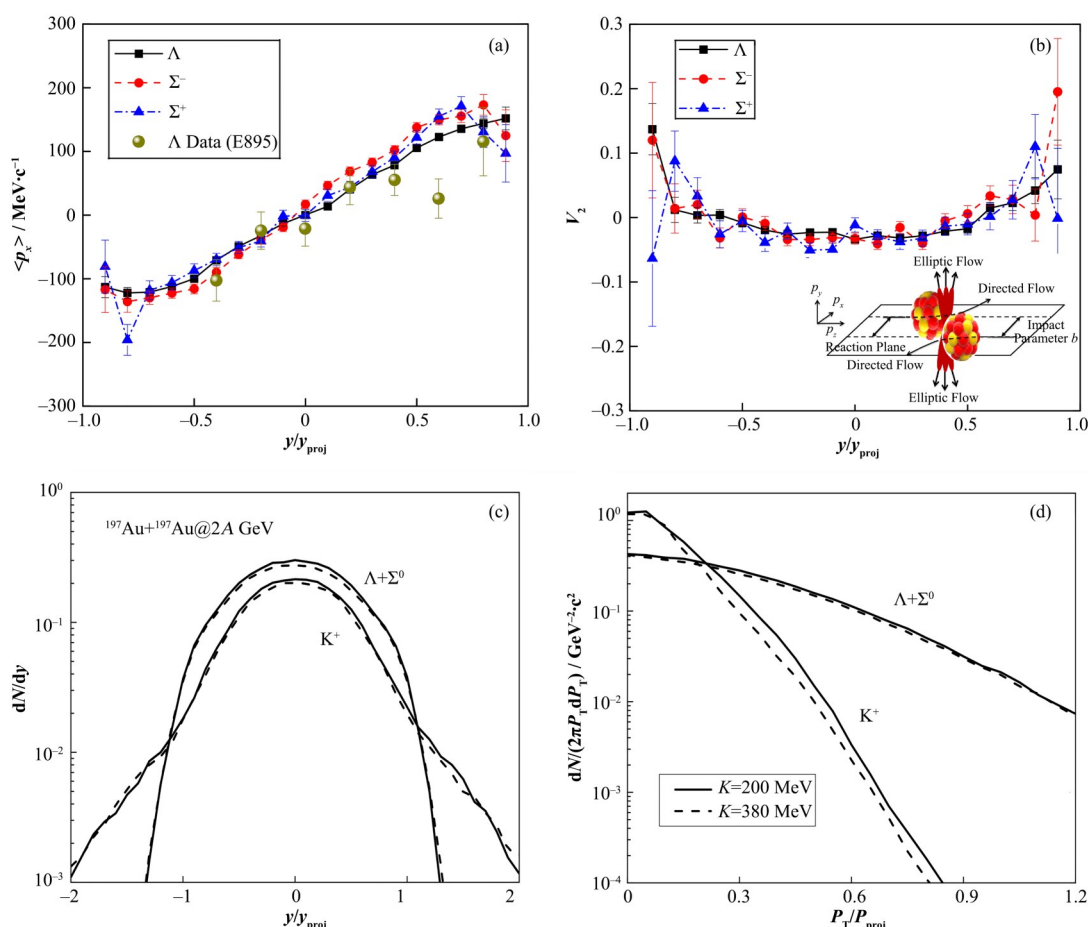 300
200
100
0
−100
−200
−300
−1.0
−0.5
0
0.5
1.0
<p_x> / MeV·c⁻¹
y/y_proj
(a)
Λ
Σ⁻
Σ⁺
Λ Data (E895)
0.3
0.2
0.1
0
−0.1
−0.2
−0.3
−1.0
−0.5
0
0.5
1.0
V₂
y/y_proj
(b)
Λ
Σ⁻
Σ⁺
Elliptic Flow
Directed Flow
p_y
p_x
p_z
Reaction Plane
Impact
Parameter b
Directed Flow
Elliptic Flow
10⁰
10⁻¹
10⁻²
10⁻³
−2
−1
0
1
2
dN/dy
y/y_proj
(c)
¹⁹⁷Au+¹⁹⁷Au@2A GeV
Λ+Σ⁰
K⁺
10⁰
10⁻¹
10⁻²
10⁻³
10⁻⁴
0
0.3
0.6
0.9
1.2
dN/(2πP_T dP_T) / GeV⁻²·c²
P_T/P_proj
(d)
Λ+Σ⁰
K⁺
K=200 MeV
K=380 MeV